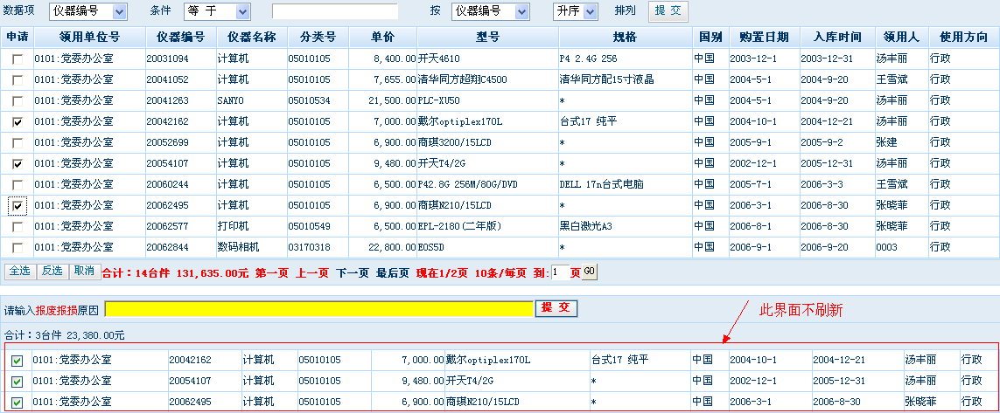 数据项 仪器编号 条件 等 于 按 仪器编号 升序 排列 提 交
申请 领用单位号 仪器编号 仪器名称 分类号 单价 型号 规格 国别 购置日期 入库时间 领用人 使用方向
0101:党委办公室 20031094 计算机 05010105 8,400.00 开天4610 P4 2.4G 256 中国 2003-12-1 2003-12-31 汤丰丽 行政
0101:党委办公室 20041052 计算机 05010105 7,655.00 清华同方超翔C4500 清华同方配15寸液晶 中国 2004-5-1 2004-9-20 王雪斌 行政
0101:党委办公室 20041263 SANYO 05010534 21,500.00 PLC-XU50 * 中国 2004-5-1 2004-9-20 汤丰丽 行政
0101:党委办公室 20042162 计算机 05010105 7,000.00 戴尔optiplex170L 台式17 纯平 中国 2004-10-1 2004-12-21 汤丰丽 行政
0101:党委办公室 20052699 计算机 05010105 6,900.00 商琪3200/15LCD * 中国 2005-9-1 2005-9-2 张建 行政
0101:党委办公室 20054107 计算机 05010105 9,480.00 开天T4/2G * 中国 2002-12-1 2005-12-31 汤丰丽 行政
0101:党委办公室 20060244 计算机 05010105 6,500.00 P42.8G 256M/80G/DVD DELL 17n台式电脑 中国 2005-7-1 2006-3-3 王雪斌 行政
0101:党委办公室 20062495 计算机 05010105 6,900.00 商琪N210/15LCD * 中国 2006-3-1 2006-8-30 张晓菲 行政
0101:党委办公室 20062577 打印机 05010549 6,500.00 EPL-2180(二年版) 黑白激光A3 中国 2006-8-1 2006-8-30 张晓菲 行政
0101:党委办公室 20062844 数码相机 03170318 22,800.00 EOS5D * 中国 2006-9-1 2006-9-20 0003 行政
全选 反选 取消 合计：14台件 131,635.00元 第一页 上一页 下一页 最后页 现在1/2页 10条/每页 到: 1 页 GO
请输入报废报损原因 提 交
此界面不刷新
合计：3台件 23,380.00元
0101:党委办公室 20042162 计算机 05010105 7,000.00 戴尔optiplex170L 台式17 纯平 中国 2004-10-1 2004-12-21 汤丰丽 行政
0101:党委办公室 20054107 计算机 05010105 9,480.00 开天T4/2G * 中国 2002-12-1 2005-12-31 汤丰丽 行政
0101:党委办公室 20062495 计算机 05010105 6,900.00 商琪N210/15LCD * 中国 2006-3-1 2006-8-30 张晓菲 行政